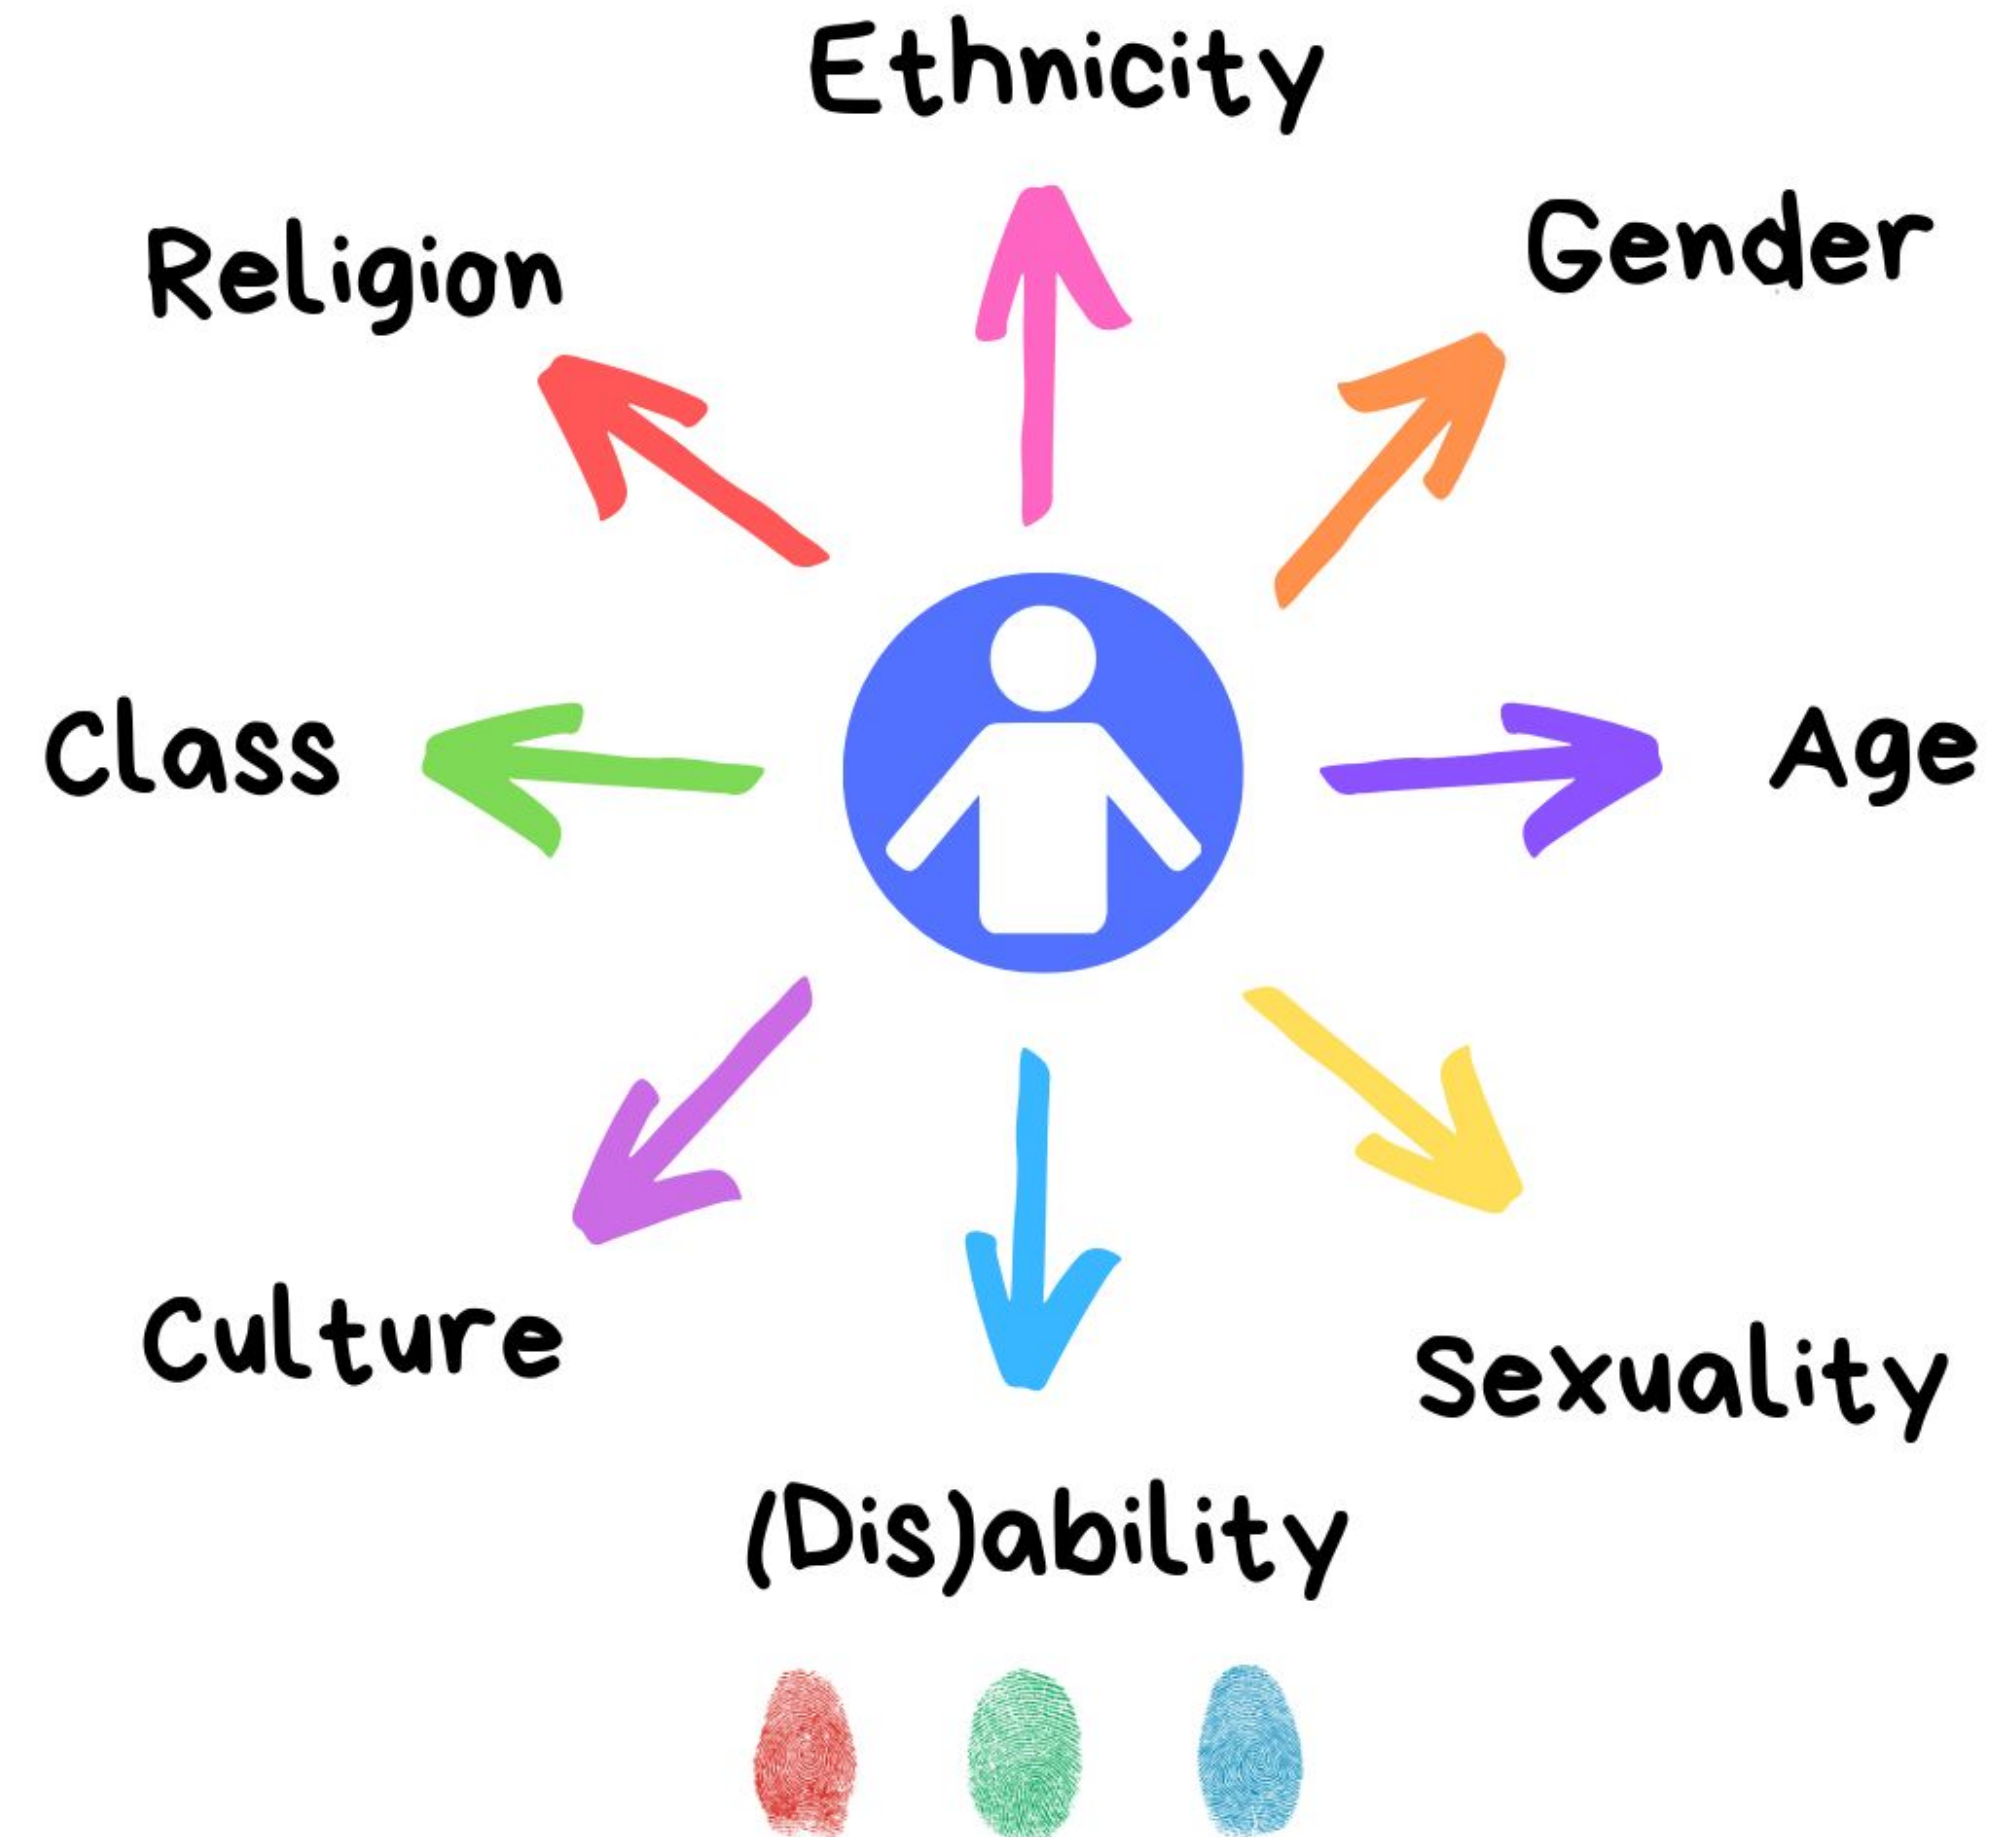 Ethnicity
Religion
Gender
Class
Age
Culture
Sexuality
(Dis)ability